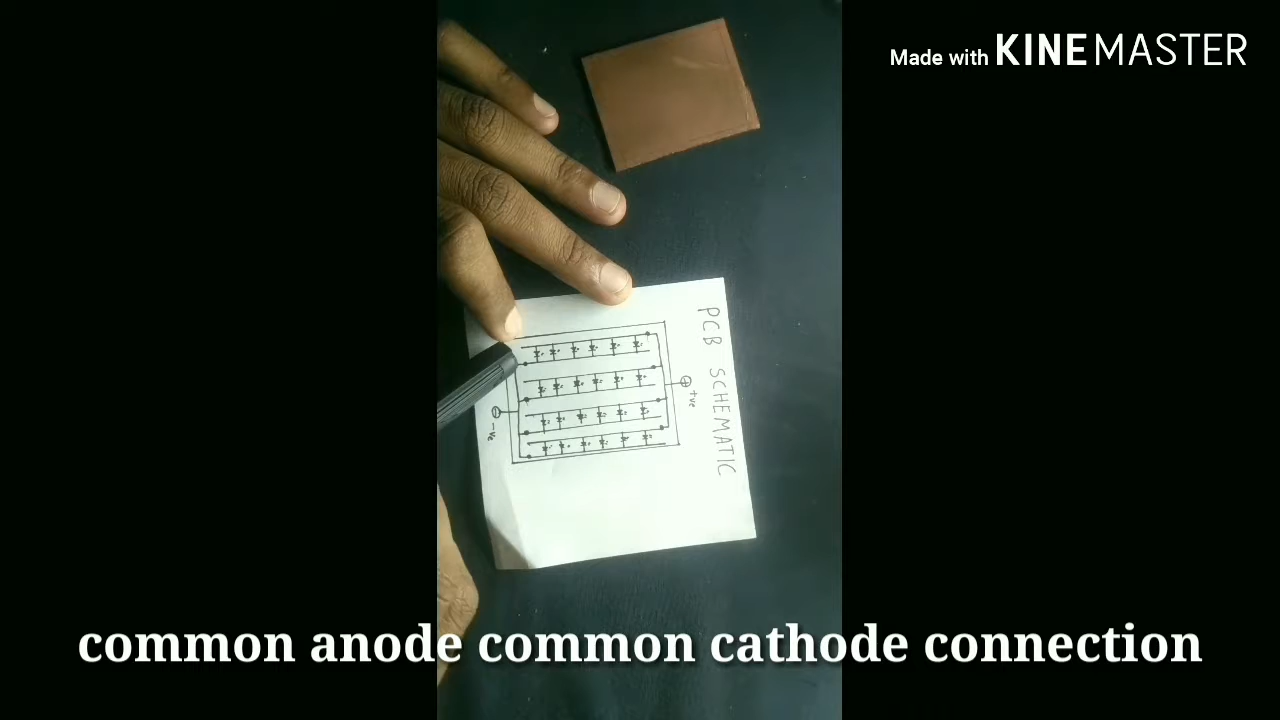 Made with KINEMASTER
PCB SCHEMATIC
+ve
-ve
common anode common cathode connection